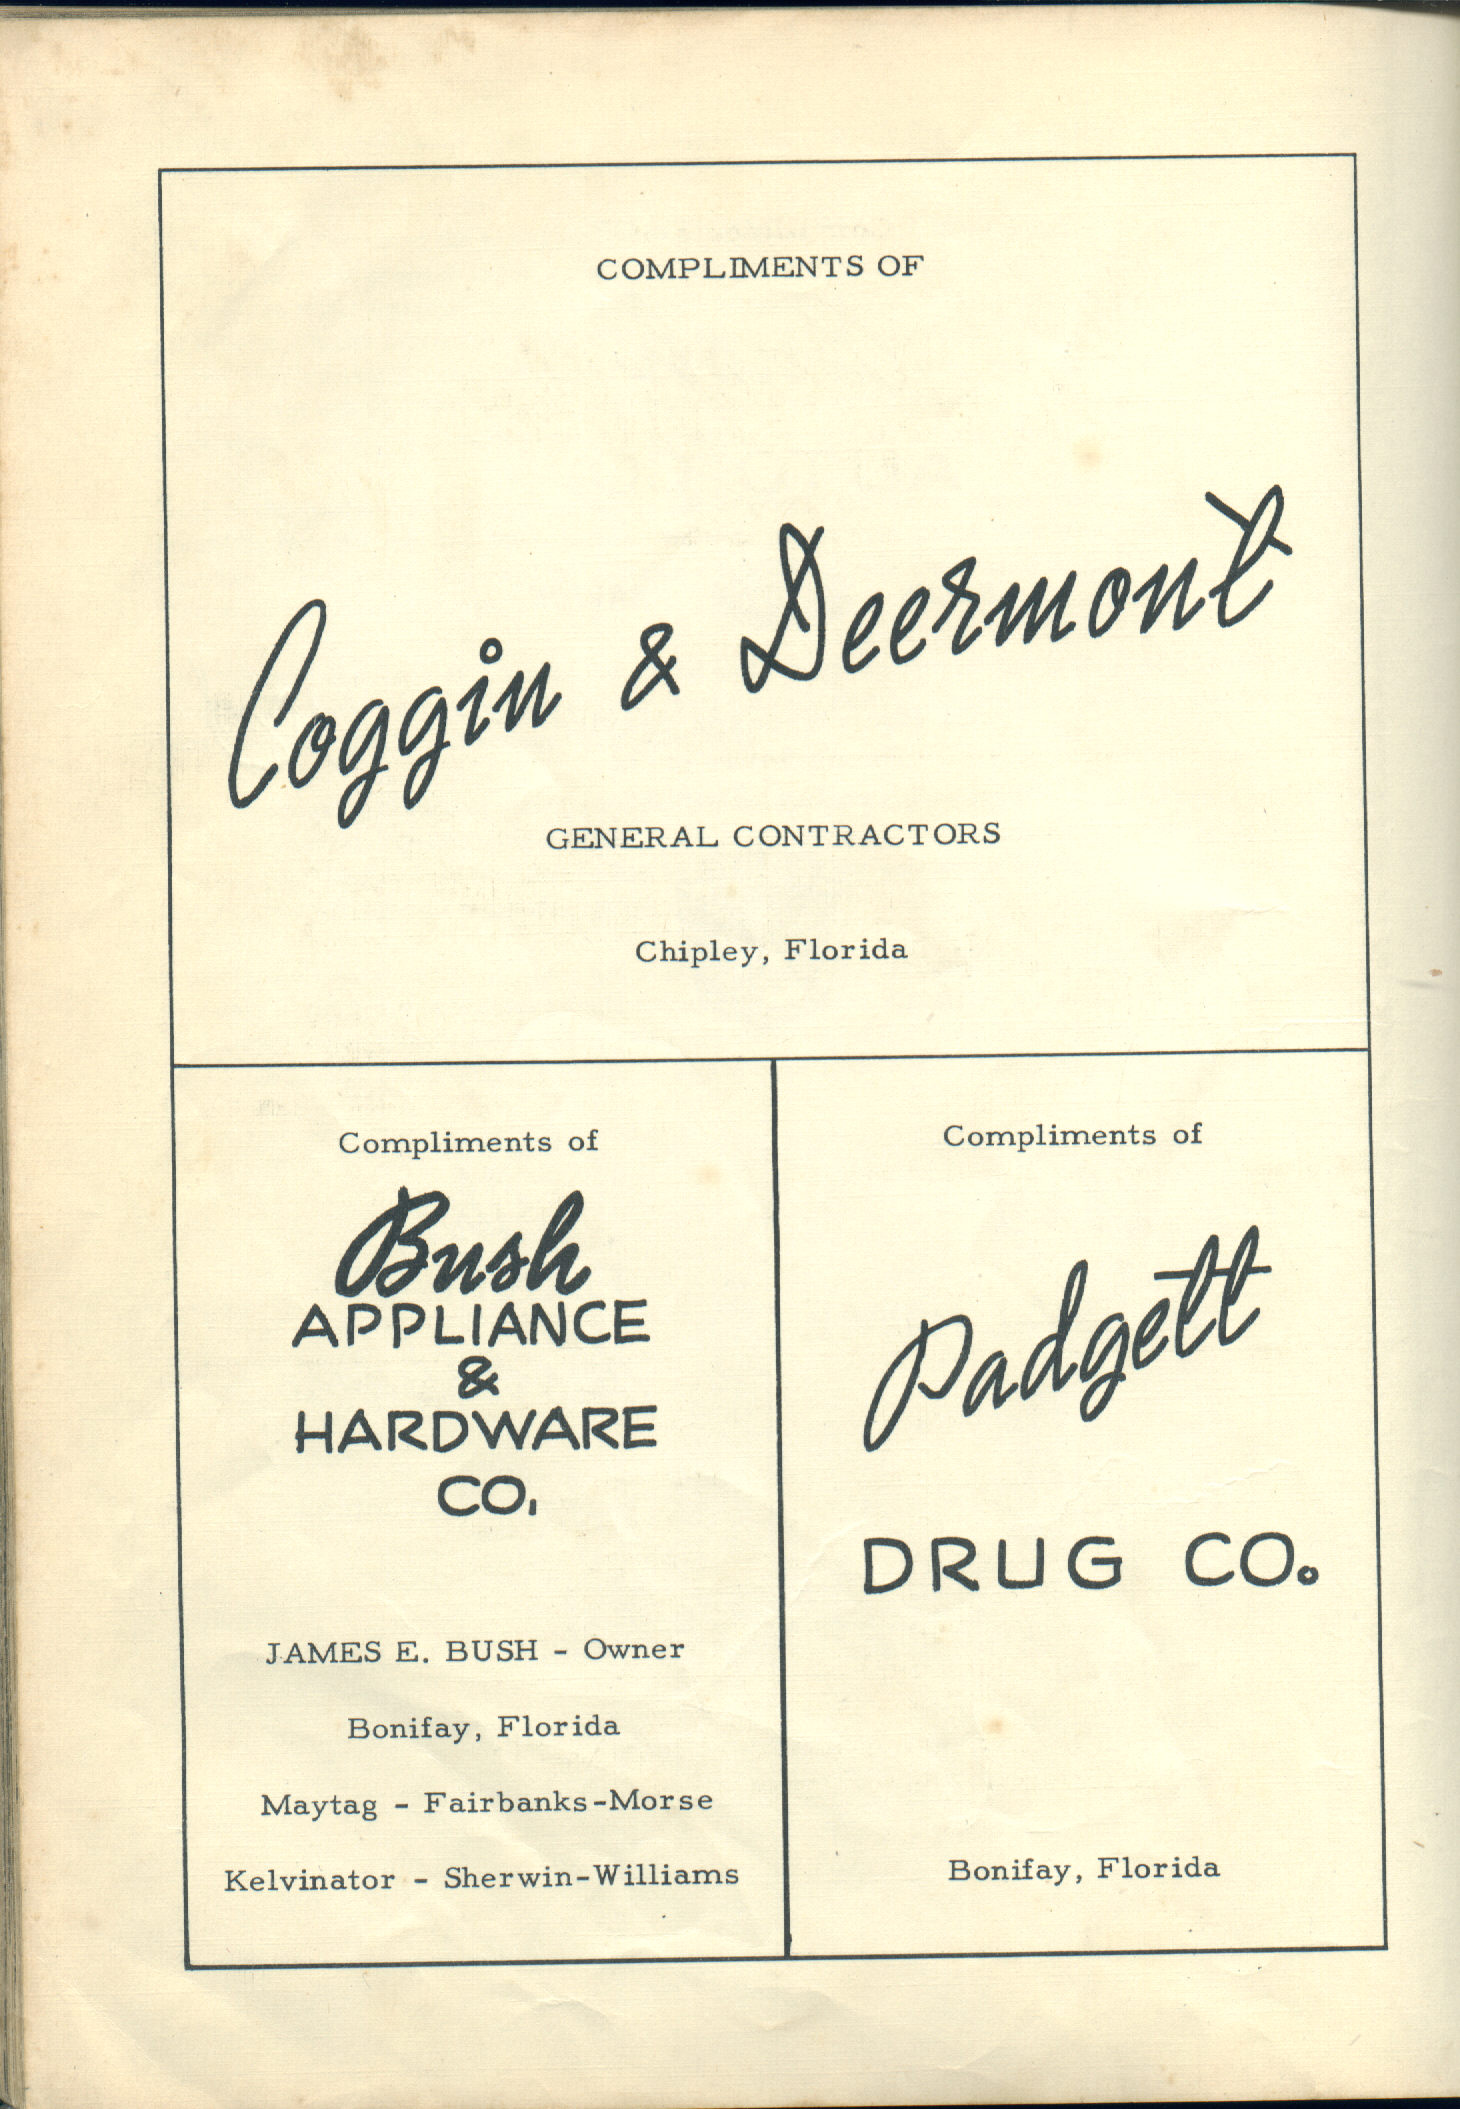 COMPLIMENTS OF
Coggin & Deermont
GENERAL CONTRACTORS
Chipley, Florida
Compliments of
Bush
APPLIANCE
&
HARDWARE
CO.
JAMES E. BUSH - Owner
Bonifay, Florida
Maytag - Fairbanks-Morse
Kelvinator - Sherwin-Williams
Compliments of
Padgett
DRUG CO.
Bonifay, Florida